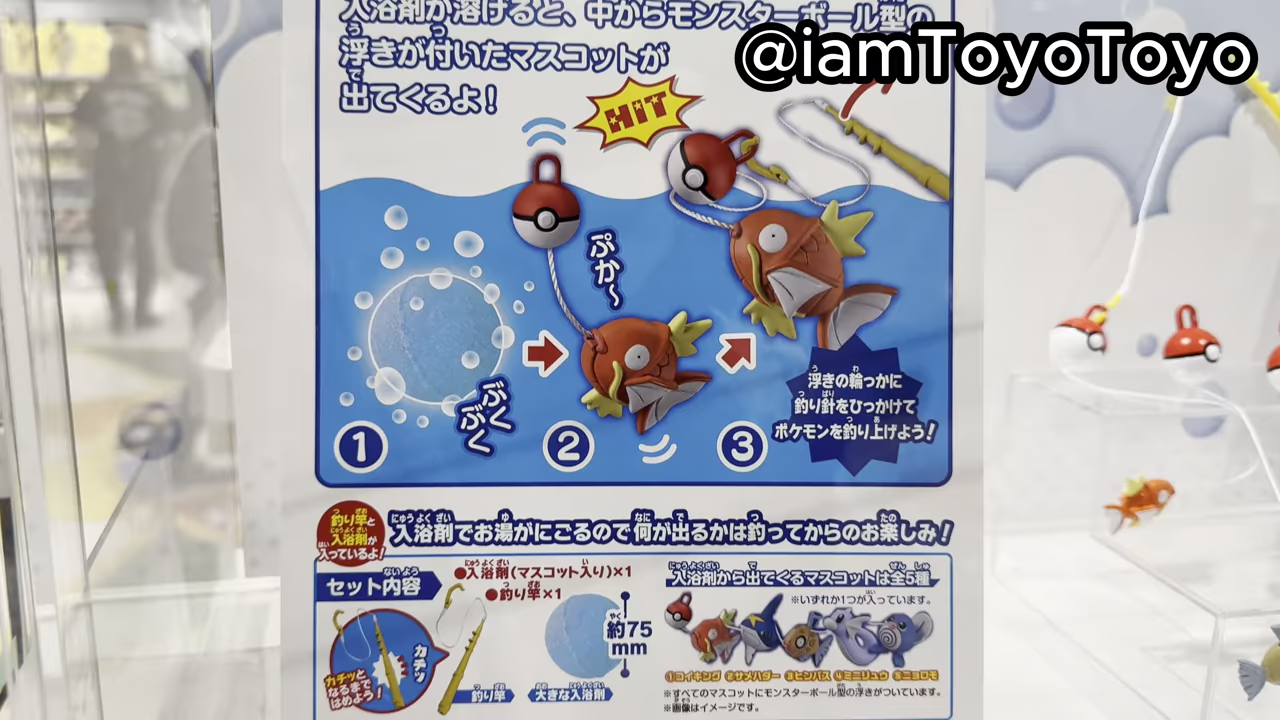 入浴剤が溶けると、中からモンスターボール型の
浮きが付いたマスコットが
出てくるよ！
@iamToyoToyo
HIT
ぷか～
ぶく
ぶく
1
2
3
浮きの輪っかに
釣り針をひっかけて
ポケモンを釣り上げよう！
釣り竿と
入浴剤が
入っているよ！
入浴剤でお湯がにごるので何が出るかは釣ってからのお楽しみ！
セット内容
●入浴剤（マスコット入り）×1
●釣り竿×1
カチッ
カチッと
なるまで
はめよう！
釣り竿
約75
mm
大きな入浴剤
入浴剤から出てくるマスコットは全5種
※いずれか1つが入っています。
①コイキング ②サメハダー ③ヒンバス ④ミニリュウ ⑤ニョロモ
※すべてのマスコットにモンスターボール型の浮きがついています。
※画像はイメージです。